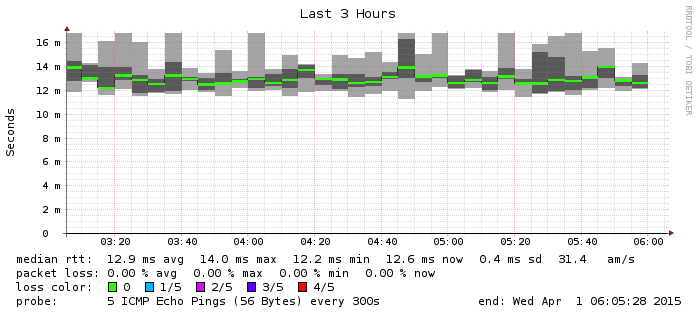 Last 3 Hours
RRDTOOL / TOBI OETIKER
Seconds
16 m
14 m
12 m
10 m
8 m
6 m
4 m
2 m
0
03:20 03:40 04:00 04:20 04:40 05:00 05:20 05:40 06:00
median rtt: 12.9 ms avg 14.0 ms max 12.2 ms min 12.6 ms now 0.4 ms sd 31.4 am/s
packet loss: 0.00 % avg 0.00 % max 0.00 % min 0.00 % now
loss color: 0 1/5 2/5 3/5 4/5
probe: 5 ICMP Echo Pings (56 Bytes) every 300s end: Wed Apr 1 06:05:28 2015